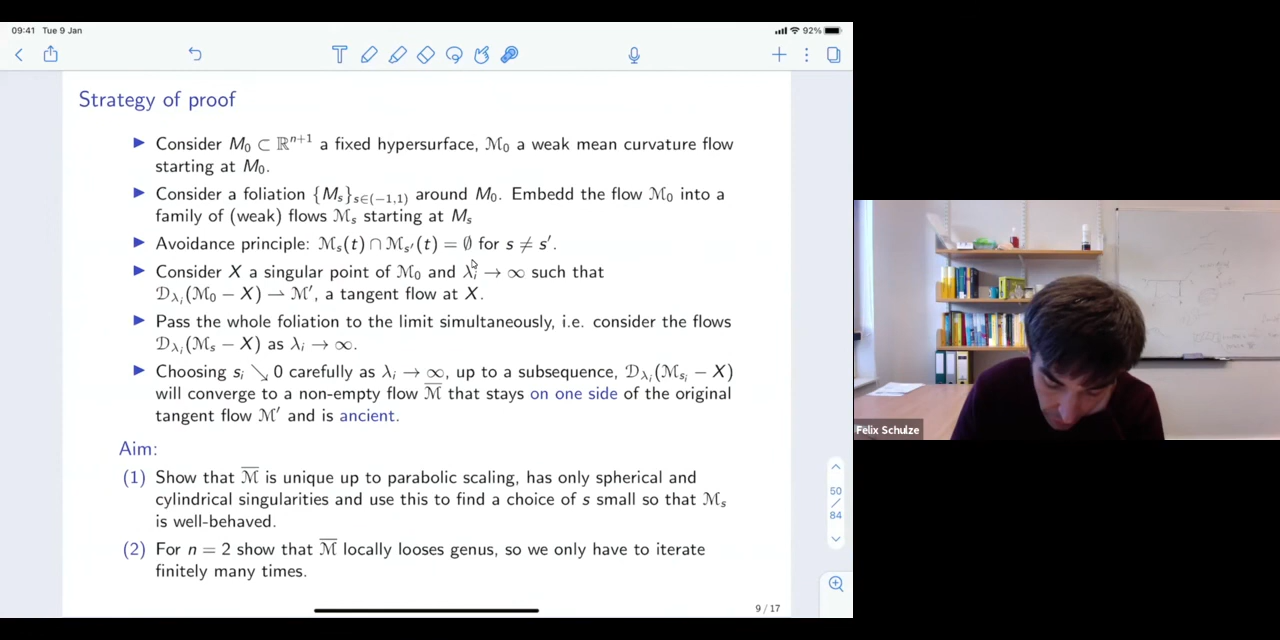 09:41 Tue 9 Jan
92%
Strategy of proof
▶ Consider M₀ ⊂ ℝⁿ⁺¹ a fixed hypersurface, ℳ₀ a weak mean curvature flow
starting at M₀.
▶ Consider a foliation {Mₛ}ₛ∈(−1,1) around M₀. Embedd the flow ℳ₀ into a
family of (weak) flows ℳₛ starting at Mₛ
▶ Avoidance principle: ℳₛ(t) ∩ ℳₛ′(t) = ∅ for s ≠ s′.
▶ Consider X a singular point of ℳ₀ and λᵢ → ∞ such that
𝒟_λᵢ(ℳ₀ − X) ⇀ ℳ′, a tangent flow at X.
▶ Pass the whole foliation to the limit simultaneously, i.e. consider the flows
𝒟_λᵢ(ℳₛ − X) as λᵢ → ∞.
▶ Choosing sᵢ ↘ 0 carefully as λᵢ → ∞, up to a subsequence, 𝒟_λᵢ(ℳ_sᵢ − X)
will converge to a non-empty flow ℳ̅ that stays on one side of the original
tangent flow ℳ′ and is ancient.
Aim:
(1) Show that ℳ̅ is unique up to parabolic scaling, has only spherical and
cylindrical singularities and use this to find a choice of s small so that ℳₛ
is well-behaved.
(2) For n = 2 show that ℳ̅ locally looses genus, so we only have to iterate
finitely many times.
9 / 17
50
/
84
Felix Schulze